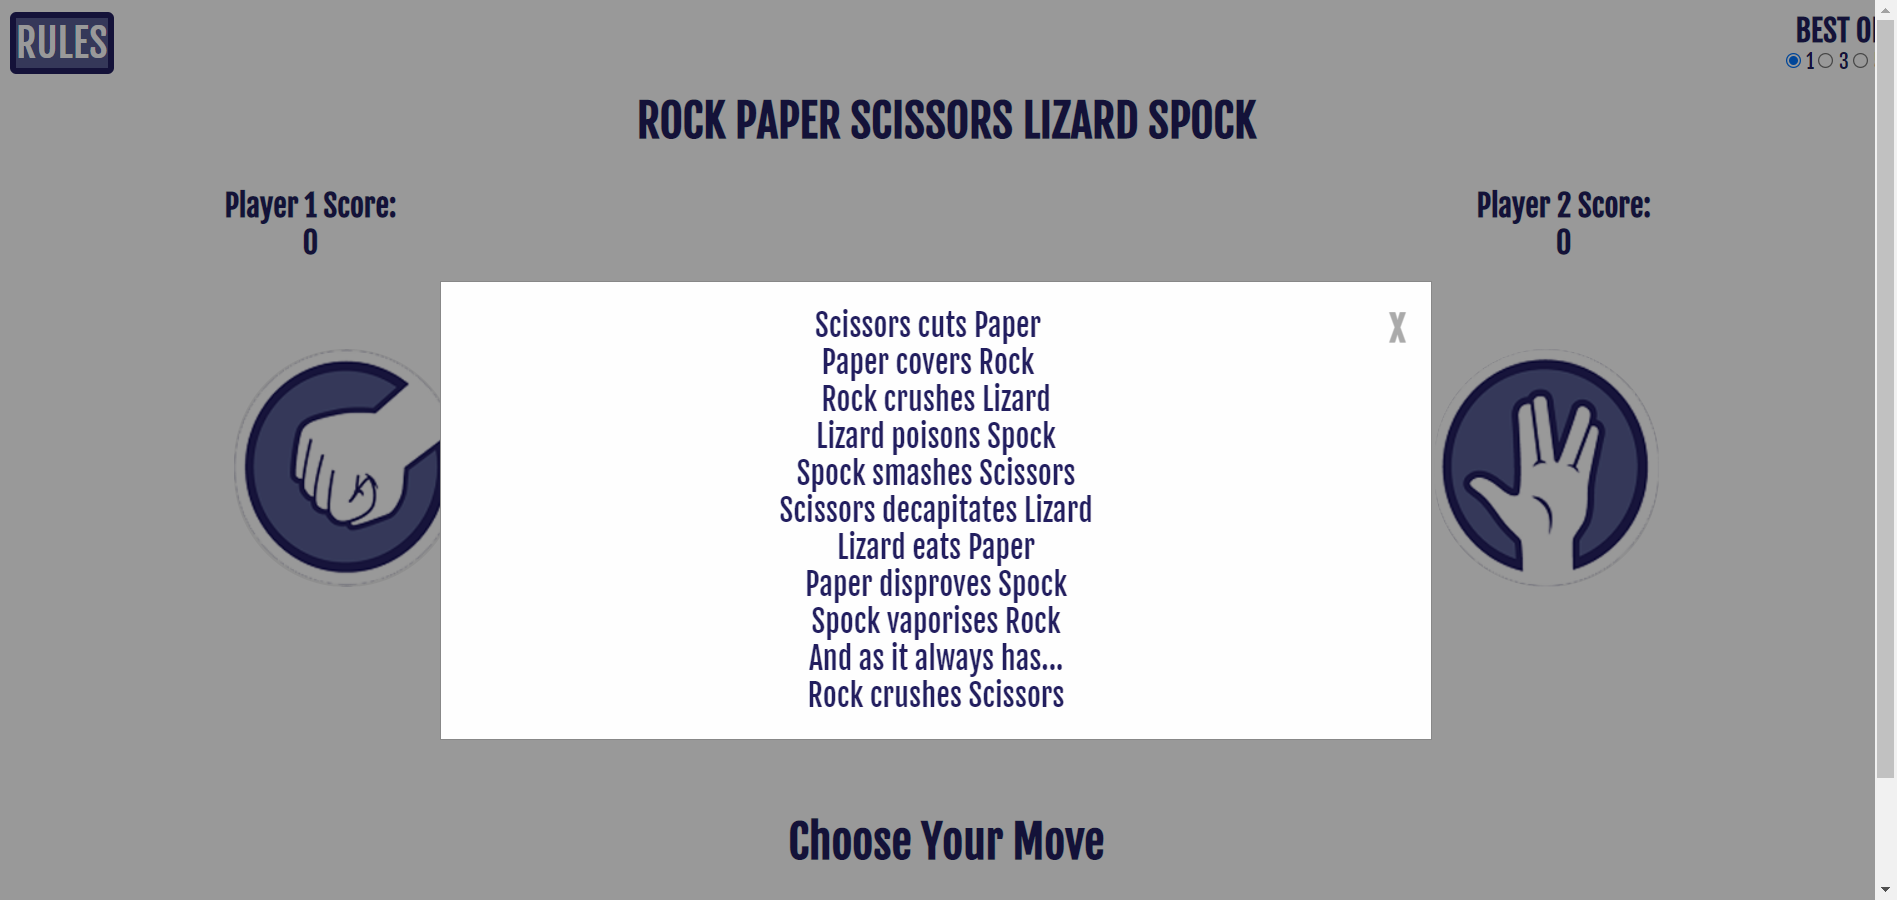 RULES
BEST
1 3
ROCK PAPER SCISSORS LIZARD SPOCK
Player 1 Score:
0
Player 2 Score:
0
X
Scissors cuts Paper
Paper covers Rock
Rock crushes Lizard
Lizard poisons Spock
Spock smashes Scissors
Scissors decapitates Lizard
Lizard eats Paper
Paper disproves Spock
Spock vaporises Rock
And as it always has...
Rock crushes Scissors
Choose Your Move